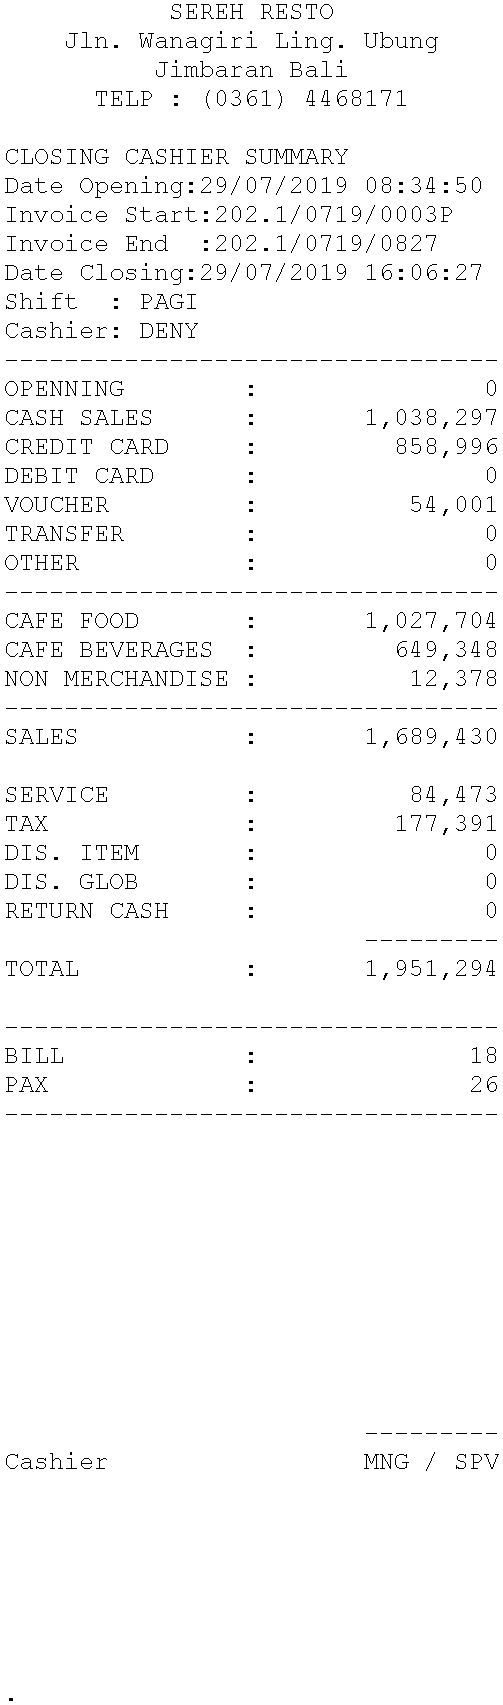 SEREH RESTO
Jln. Wanagiri Ling. Ubung
Jimbaran Bali
TELP : (0361) 4468171
CLOSING CASHIER SUMMARY
Date Opening:29/07/2019 08:34:50
Invoice Start:202.1/0719/0003P
Invoice End  :202.1/0719/0827
Date Closing:29/07/2019 16:06:27
Shift  : PAGI
Cashier: DENY
---------------------------------
OPENNING        :               0
CASH SALES      :       1,038,297
CREDIT CARD     :         858,996
DEBIT CARD      :               0
VOUCHER         :          54,001
TRANSFER        :               0
OTHER           :               0
---------------------------------
CAFE FOOD       :       1,027,704
CAFE BEVERAGES  :         649,348
NON MERCHANDISE :          12,378
---------------------------------
SALES           :       1,689,430
SERVICE         :          84,473
TAX             :         177,391
DIS. ITEM       :               0
DIS. GLOB       :               0
RETURN CASH     :               0
---------
TOTAL           :       1,951,294
---------------------------------
BILL            :              18
PAX             :              26
---------------------------------
---------
Cashier                 MNG / SPV
.